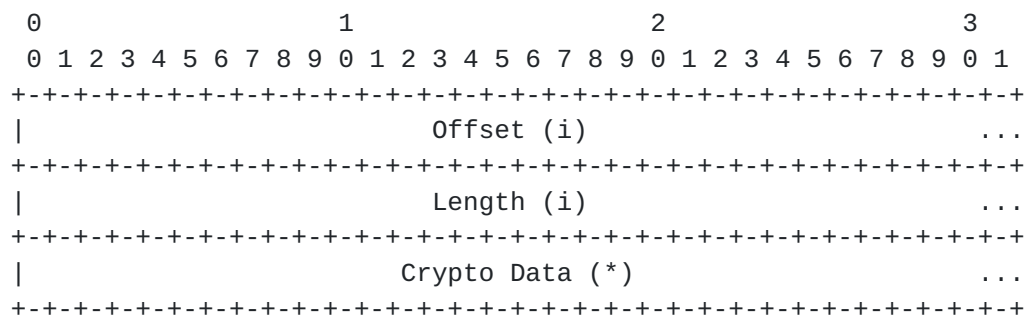 0                   1                   2                   3
 0 1 2 3 4 5 6 7 8 9 0 1 2 3 4 5 6 7 8 9 0 1 2 3 4 5 6 7 8 9 0 1
+-+-+-+-+-+-+-+-+-+-+-+-+-+-+-+-+-+-+-+-+-+-+-+-+-+-+-+-+-+-+-+-+
|                          Offset (i)                         ...
+-+-+-+-+-+-+-+-+-+-+-+-+-+-+-+-+-+-+-+-+-+-+-+-+-+-+-+-+-+-+-+-+
|                          Length (i)                         ...
+-+-+-+-+-+-+-+-+-+-+-+-+-+-+-+-+-+-+-+-+-+-+-+-+-+-+-+-+-+-+-+-+
|                        Crypto Data (*)                      ...
+-+-+-+-+-+-+-+-+-+-+-+-+-+-+-+-+-+-+-+-+-+-+-+-+-+-+-+-+-+-+-+-+